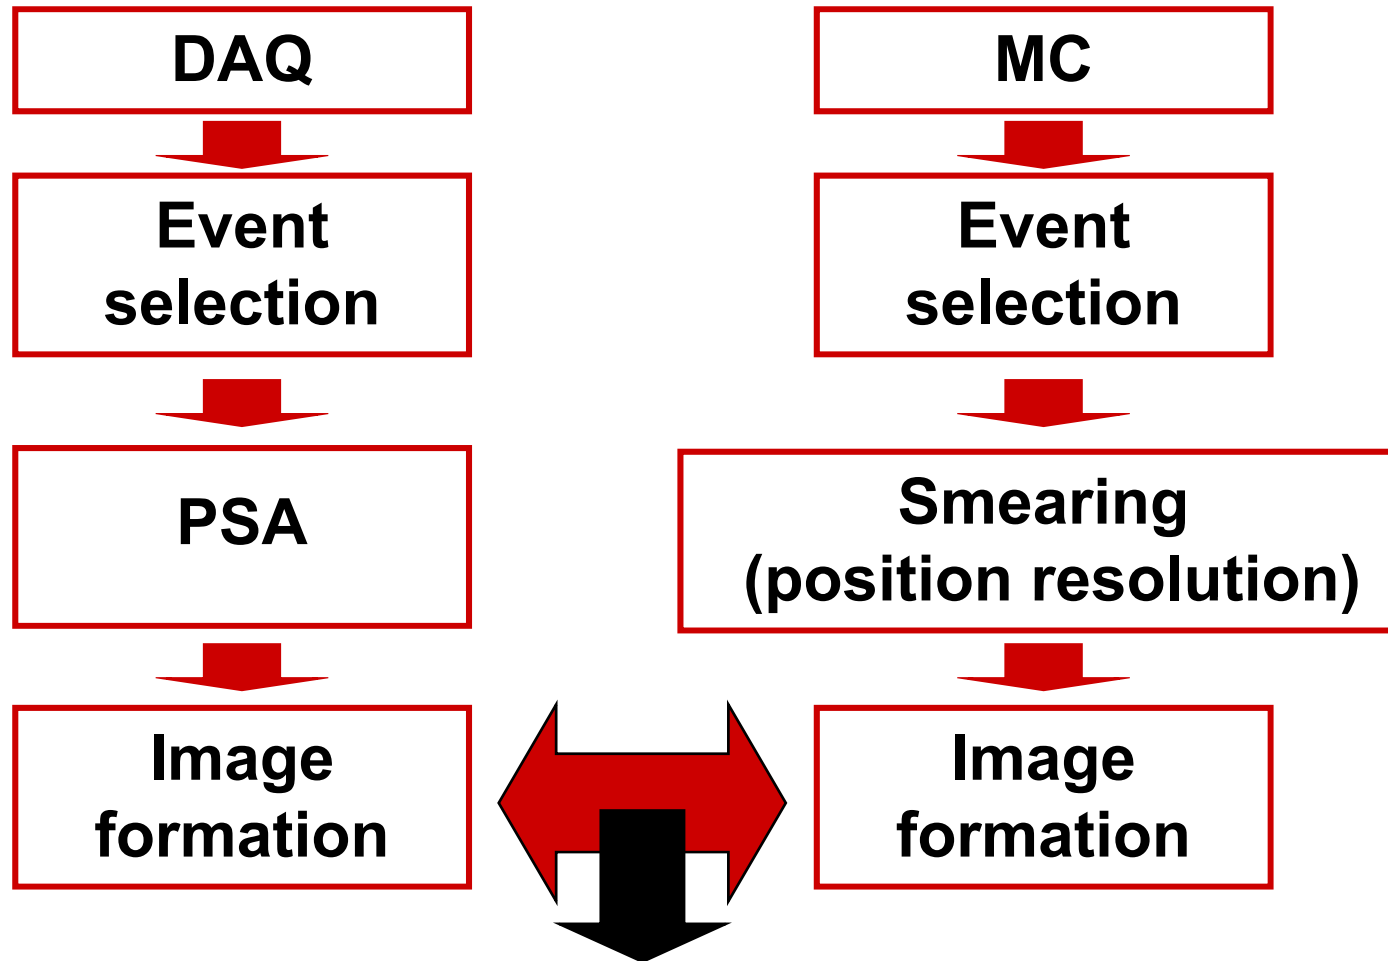 DAQ
Event
selection
PSA
Image
formation
MC
Event
selection
Smearing
(position resolution)
Image
formation